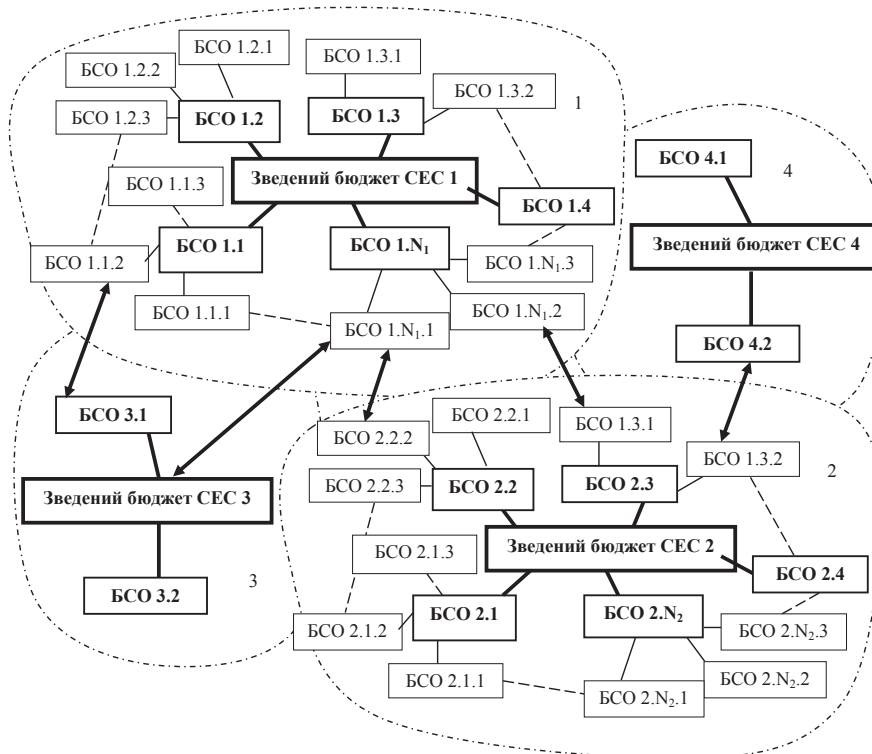 БСО 1.2.1
БСО 1.2.2
БСО 1.3.1
БСО 1.2.3
БСО 1.2
БСО 1.3
БСО 1.3.2
1
БСО 4.1
4
Зведений бюджет СЕС 1
БСО 1.1.3
БСО 1.4
БСО 1.1
БСО 1.N₁
Зведений бюджет СЕС 4
БСО 1.1.2
БСО 1.N₁.3
БСО 1.1.1
БСО 1.N₁.1
БСО 1.N₁.2
БСО 4.2
БСО 3.1
БСО 2.2.1
БСО 2.2.2
БСО 1.3.1
БСО 1.3.2
2
БСО 2.2.3
БСО 2.2
БСО 2.3
Зведений бюджет СЕС 3
Зведений бюджет СЕС 2
БСО 2.1.3
БСО 2.4
3
БСО 3.2
БСО 2.1
БСО 2.N₂
БСО 2.1.2
БСО 2.N₂.3
БСО 2.1.1
БСО 2.N₂.1
БСО 2.N₂.2